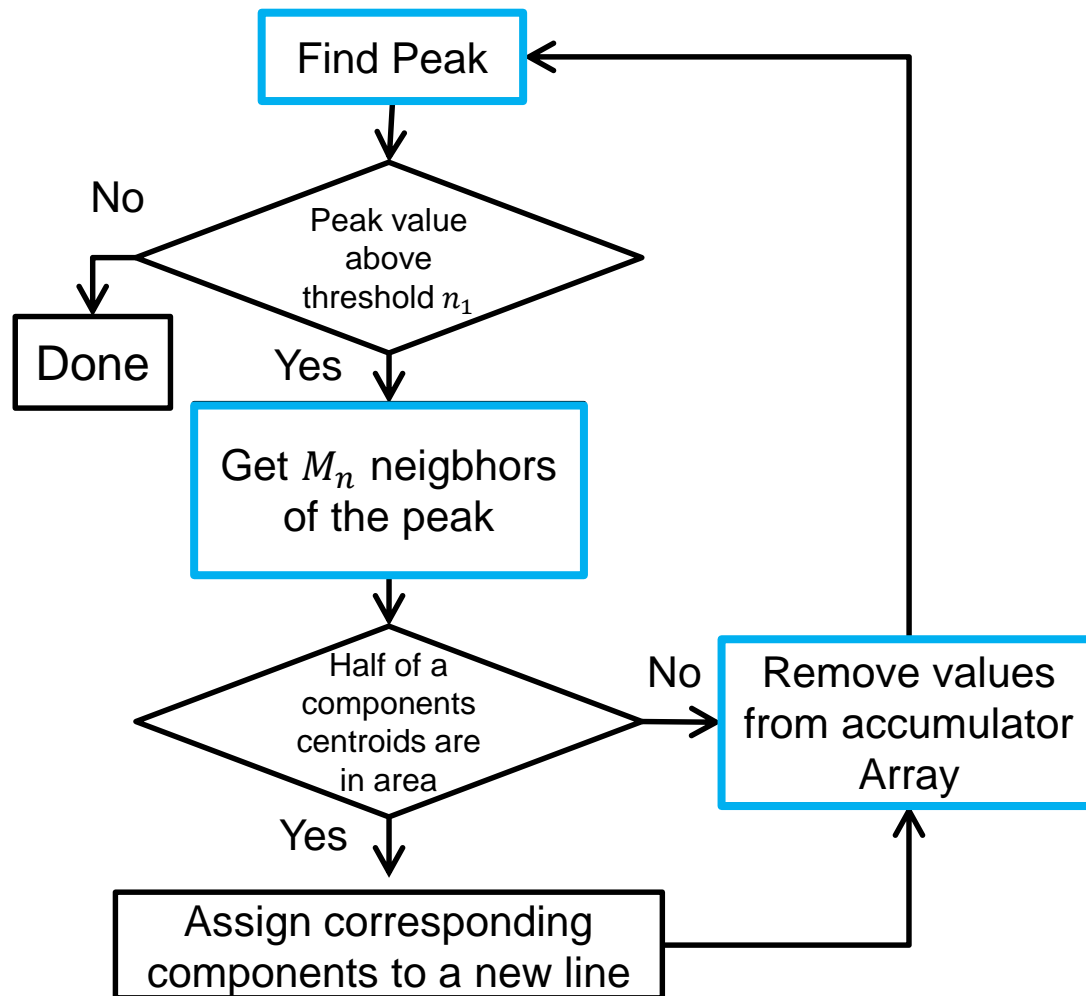 Find Peak
No
Peak value
above
threshold n₁
Done
Yes
Get Mₙ neigbhors
of the peak
Half of a
components
centroids are
in area
No
Remove values
from accumulator
Array
Yes
Assign corresponding
components to a new line